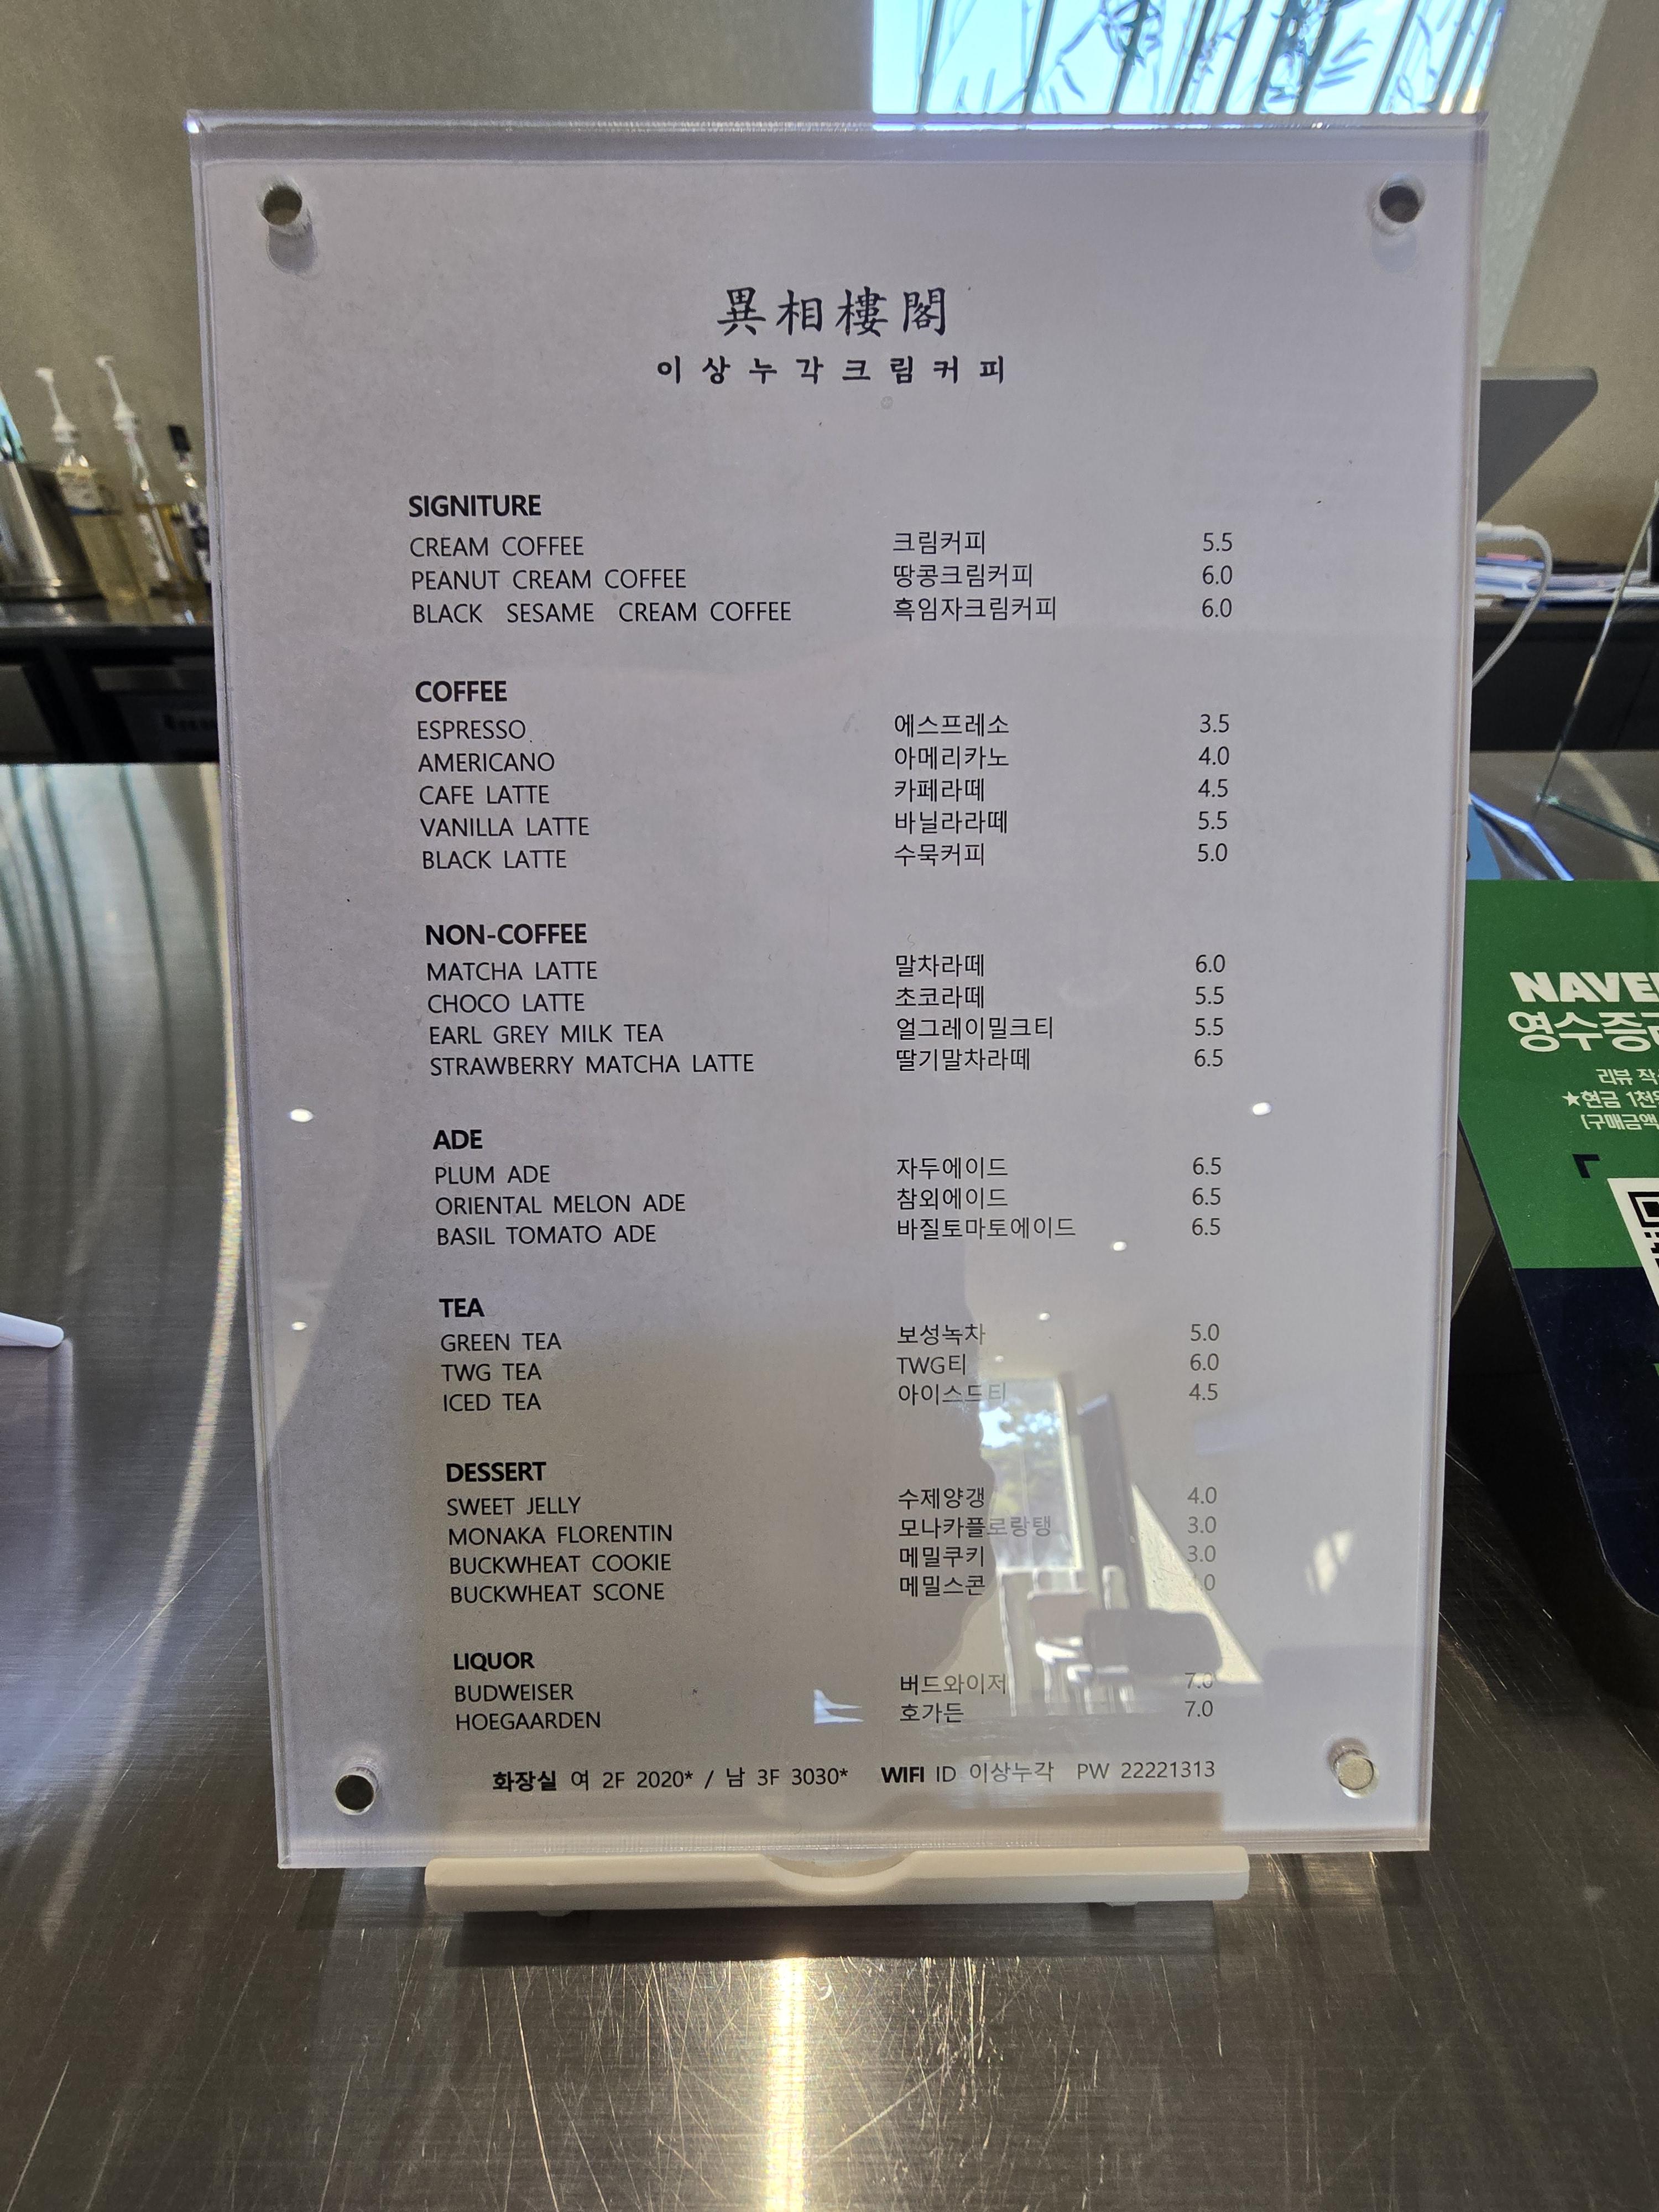 異相樓閣
이상누각크림커피
SIGNITURE
CREAM COFFEE 크림커피 5.5
PEANUT CREAM COFFEE 땅콩크림커피 6.0
BLACK SESAME CREAM COFFEE 흑임자크림커피 6.0
COFFEE
ESPRESSO 에스프레소 3.5
AMERICANO 아메리카노 4.0
CAFE LATTE 카페라떼 4.5
VANILLA LATTE 바닐라라떼 5.5
BLACK LATTE 수묵커피 5.0
NON-COFFEE
MATCHA LATTE 말차라떼 6.0
CHOCO LATTE 초코라떼 5.5
EARL GREY MILK TEA 얼그레이밀크티 5.5
STRAWBERRY MATCHA LATTE 딸기말차라떼 6.5
ADE
PLUM ADE 자두에이드 6.5
ORIENTAL MELON ADE 참외에이드 6.5
BASIL TOMATO ADE 바질토마토에이드 6.5
TEA
GREEN TEA 보성녹차 5.0
TWG TEA TWG티 6.0
ICED TEA 아이스드티 4.5
DESSERT
SWEET JELLY 수제양갱 4.0
MONAKA FLORENTIN 모나카플로랑탱 3.0
BUCKWHEAT COOKIE 메밀쿠키 3.0
BUCKWHEAT SCONE 메밀스콘
LIQUOR
BUDWEISER 버드와이저 7.0
HOEGAARDEN 호가든 7.0
화장실 여 2F 2020* / 남 3F 3030* WIFI ID 이상누각 PW 22221313
NAVE
영수증
리뷰 작
★현금 1천
(구매금액